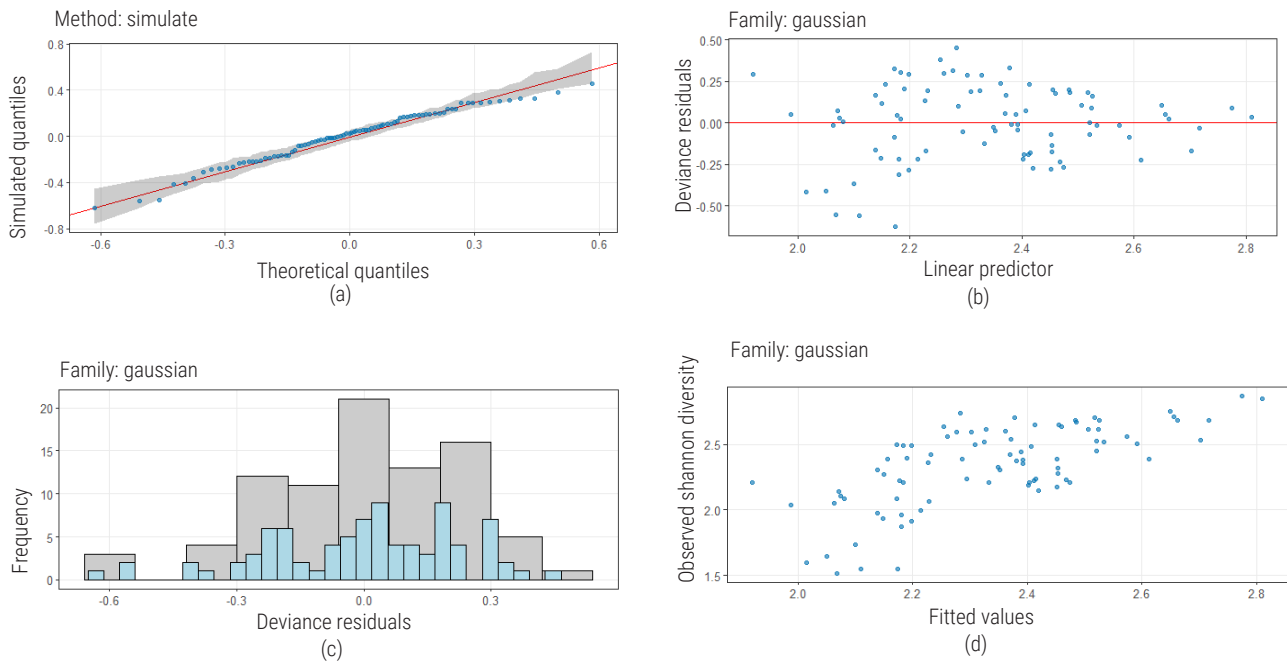 Method: simulate
0.8
0.4
0.0
-0.4
-0.8
Simulated quantiles
-0.6
-0.3
0.0
0.3
0.6
Theoretical quantiles
(a)
Family: gaussian
0.50
0.25
0.00
-0.25
-0.50
Deviance residuals
2.0
2.2
2.4
2.6
2.8
Linear predictor
(b)
Family: gaussian
20
15
10
5
0
Frequency
-0.6
-0.3
0.0
0.3
Deviance residuals
(c)
Family: gaussian
2.5
2.0
1.5
Observed shannon diversity
2.0
2.2
2.4
2.6
2.8
Fitted values
(d)